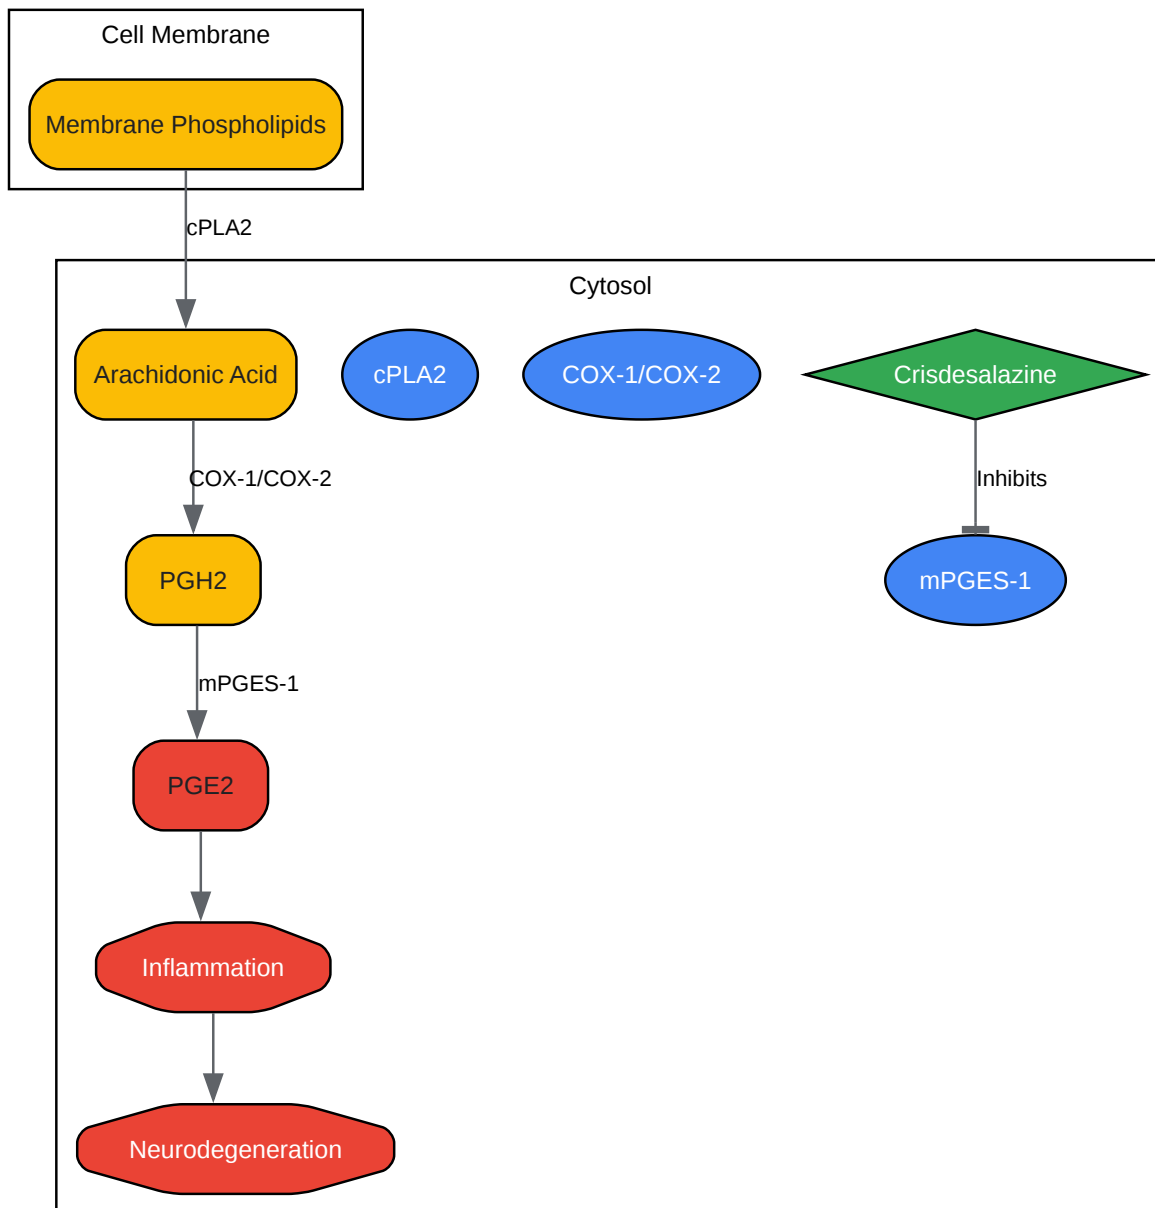 Cell Membrane
Membrane Phospholipids
cPLA2
Cytosol
Arachidonic Acid
cPLA2
COX-1/COX-2
Crisdesalazine
COX-1/COX-2
Inhibits
PGH2
mPGES-1
mPGES-1
PGE2
Inflammation
Neurodegeneration